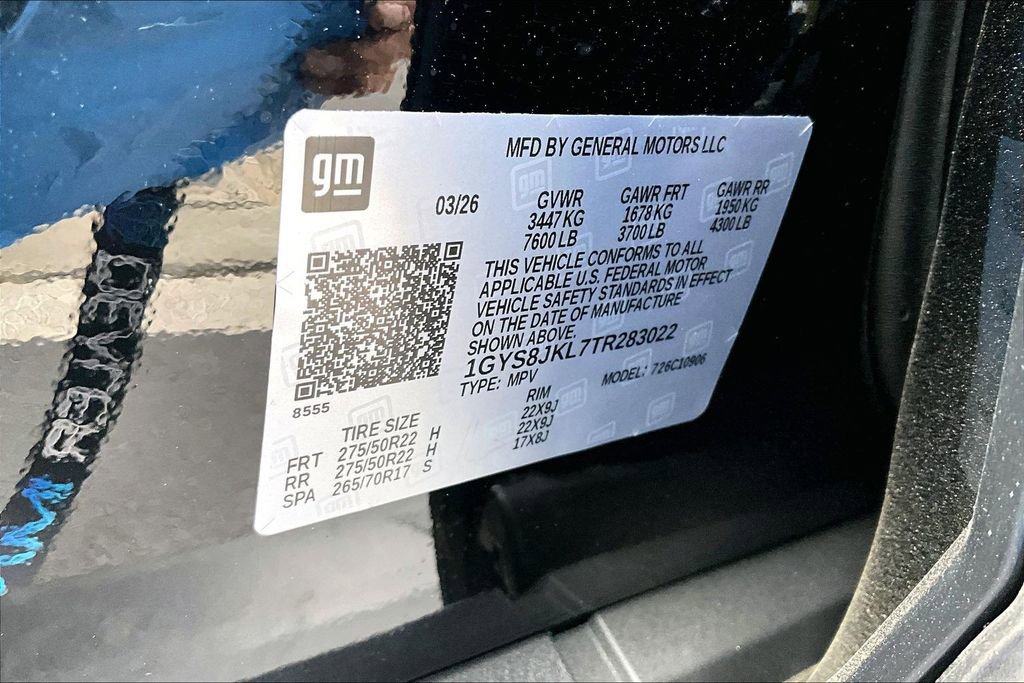 gm
MFD BY GENERAL MOTORS LLC
03/26
GVWR GAWR FRT GAWR RR
3447 KG 1678 KG 1950 KG
7600 LB 3700 LB 4300 LB
THIS VEHICLE CONFORMS TO ALL
APPLICABLE U.S. FEDERAL MOTOR
VEHICLE SAFETY STANDARDS IN EFFECT
ON THE DATE OF MANUFACTURE
SHOWN ABOVE.
1GYS8JKL7TR283022
TYPE: MPV MODEL: 726C10906
8555
TIRE SIZE RIM
FRT 275/50R22 H 22X9J
RR 275/50R22 H 22X9J
SPA 265/70R17 S 17X8J